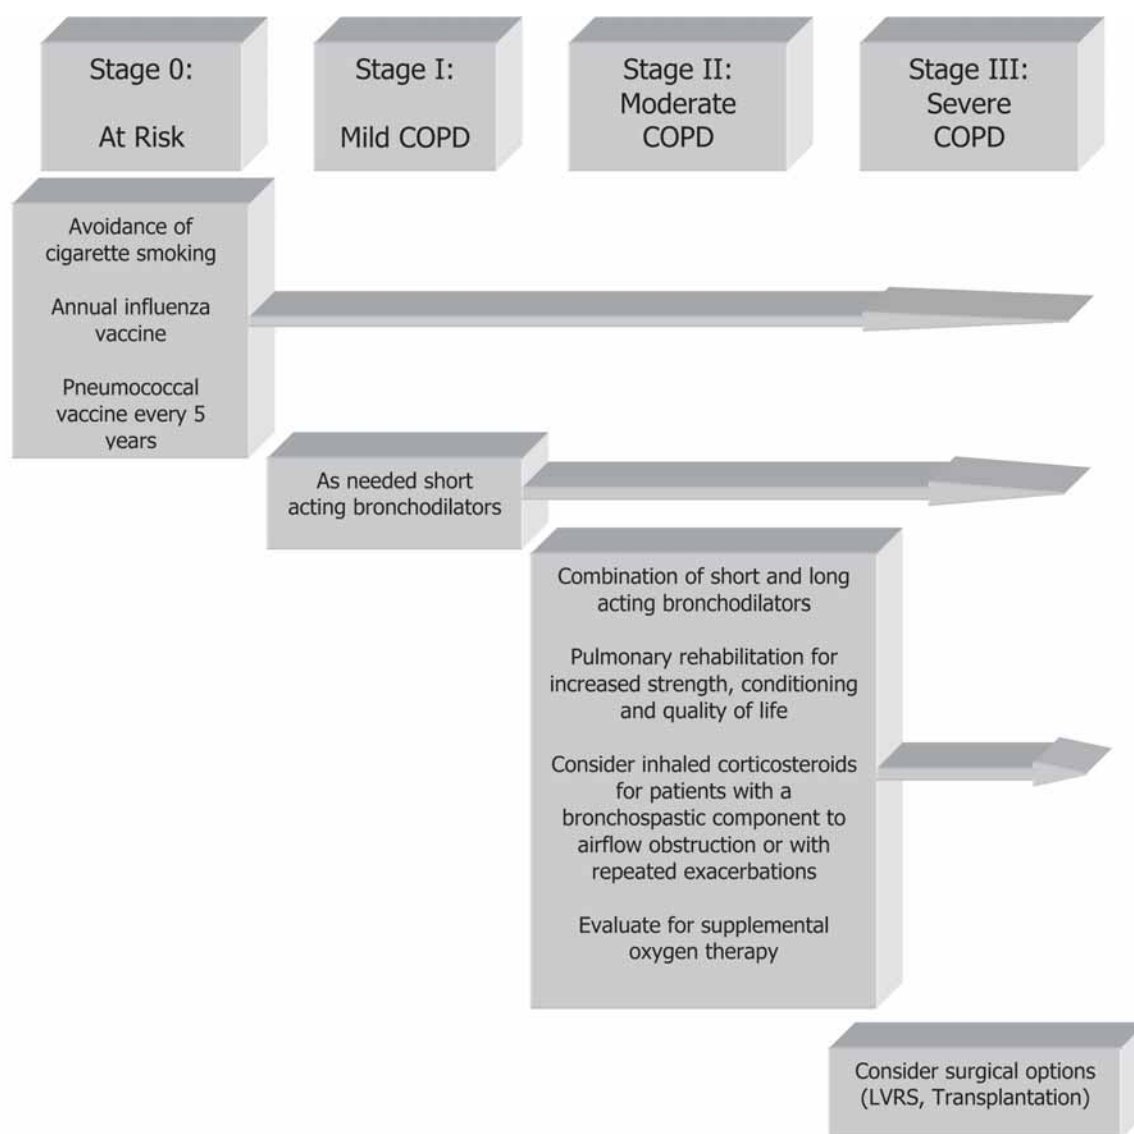 Stage 0:
At Risk
Stage I:
Mild COPD
Stage II:
Moderate
COPD
Stage III:
Severe
COPD
Avoidance of
cigarette smoking
Annual influenza
vaccine
Pneumococcal
vaccine every 5
years
As needed short
acting bronchodilators
Combination of short and long
acting bronchodilators
Pulmonary rehabilitation for
increased strength, conditioning
and quality of life
Consider inhaled corticosteroids
for patients with a
bronchospastic component to
airflow obstruction or with
repeated exacerbations
Evaluate for supplemental
oxygen therapy
Consider surgical options
(LVRS, Transplantation)